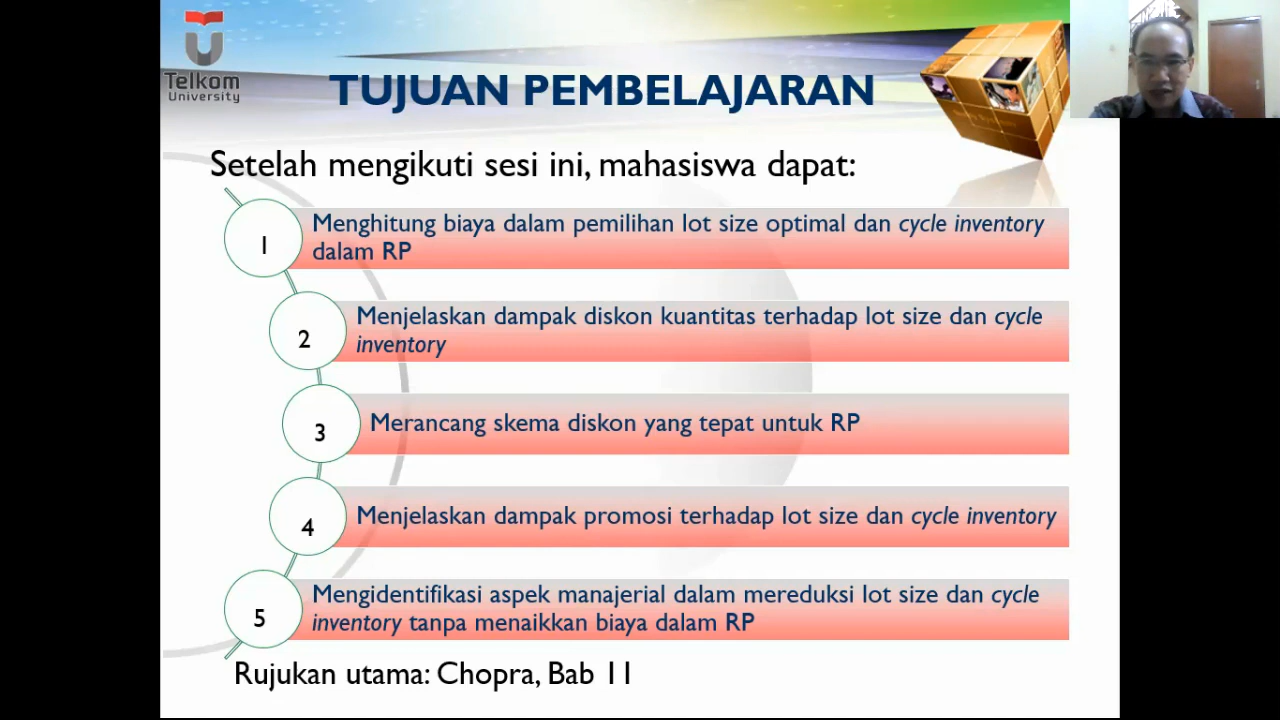 Telkom
University
TUJUAN PEMBELAJARAN
Setelah mengikuti sesi ini, mahasiswa dapat:
1
Menghitung biaya dalam pemilihan lot size optimal dan cycle inventory
dalam RP
2
Menjelaskan dampak diskon kuantitas terhadap lot size dan cycle
inventory
3
Merancang skema diskon yang tepat untuk RP
4
Menjelaskan dampak promosi terhadap lot size dan cycle inventory
5
Mengidentifikasi aspek manajerial dalam mereduksi lot size dan cycle
inventory tanpa menaikkan biaya dalam RP
Rujukan utama: Chopra, Bab 11